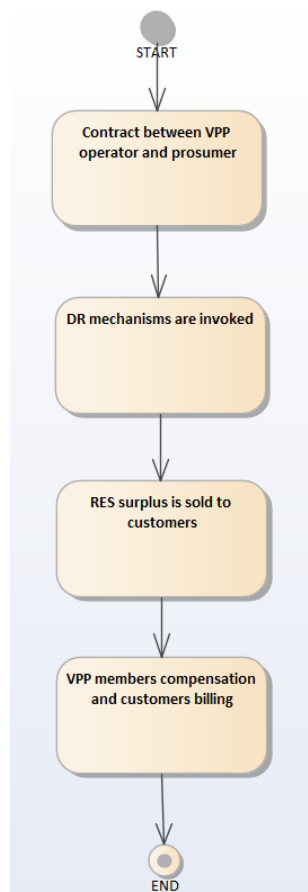 START
Contract between VPP
operator and prosumer
DR mechanisms are invoked
RES surplus is sold to
customers
VPP members compensation
and customers billing
END